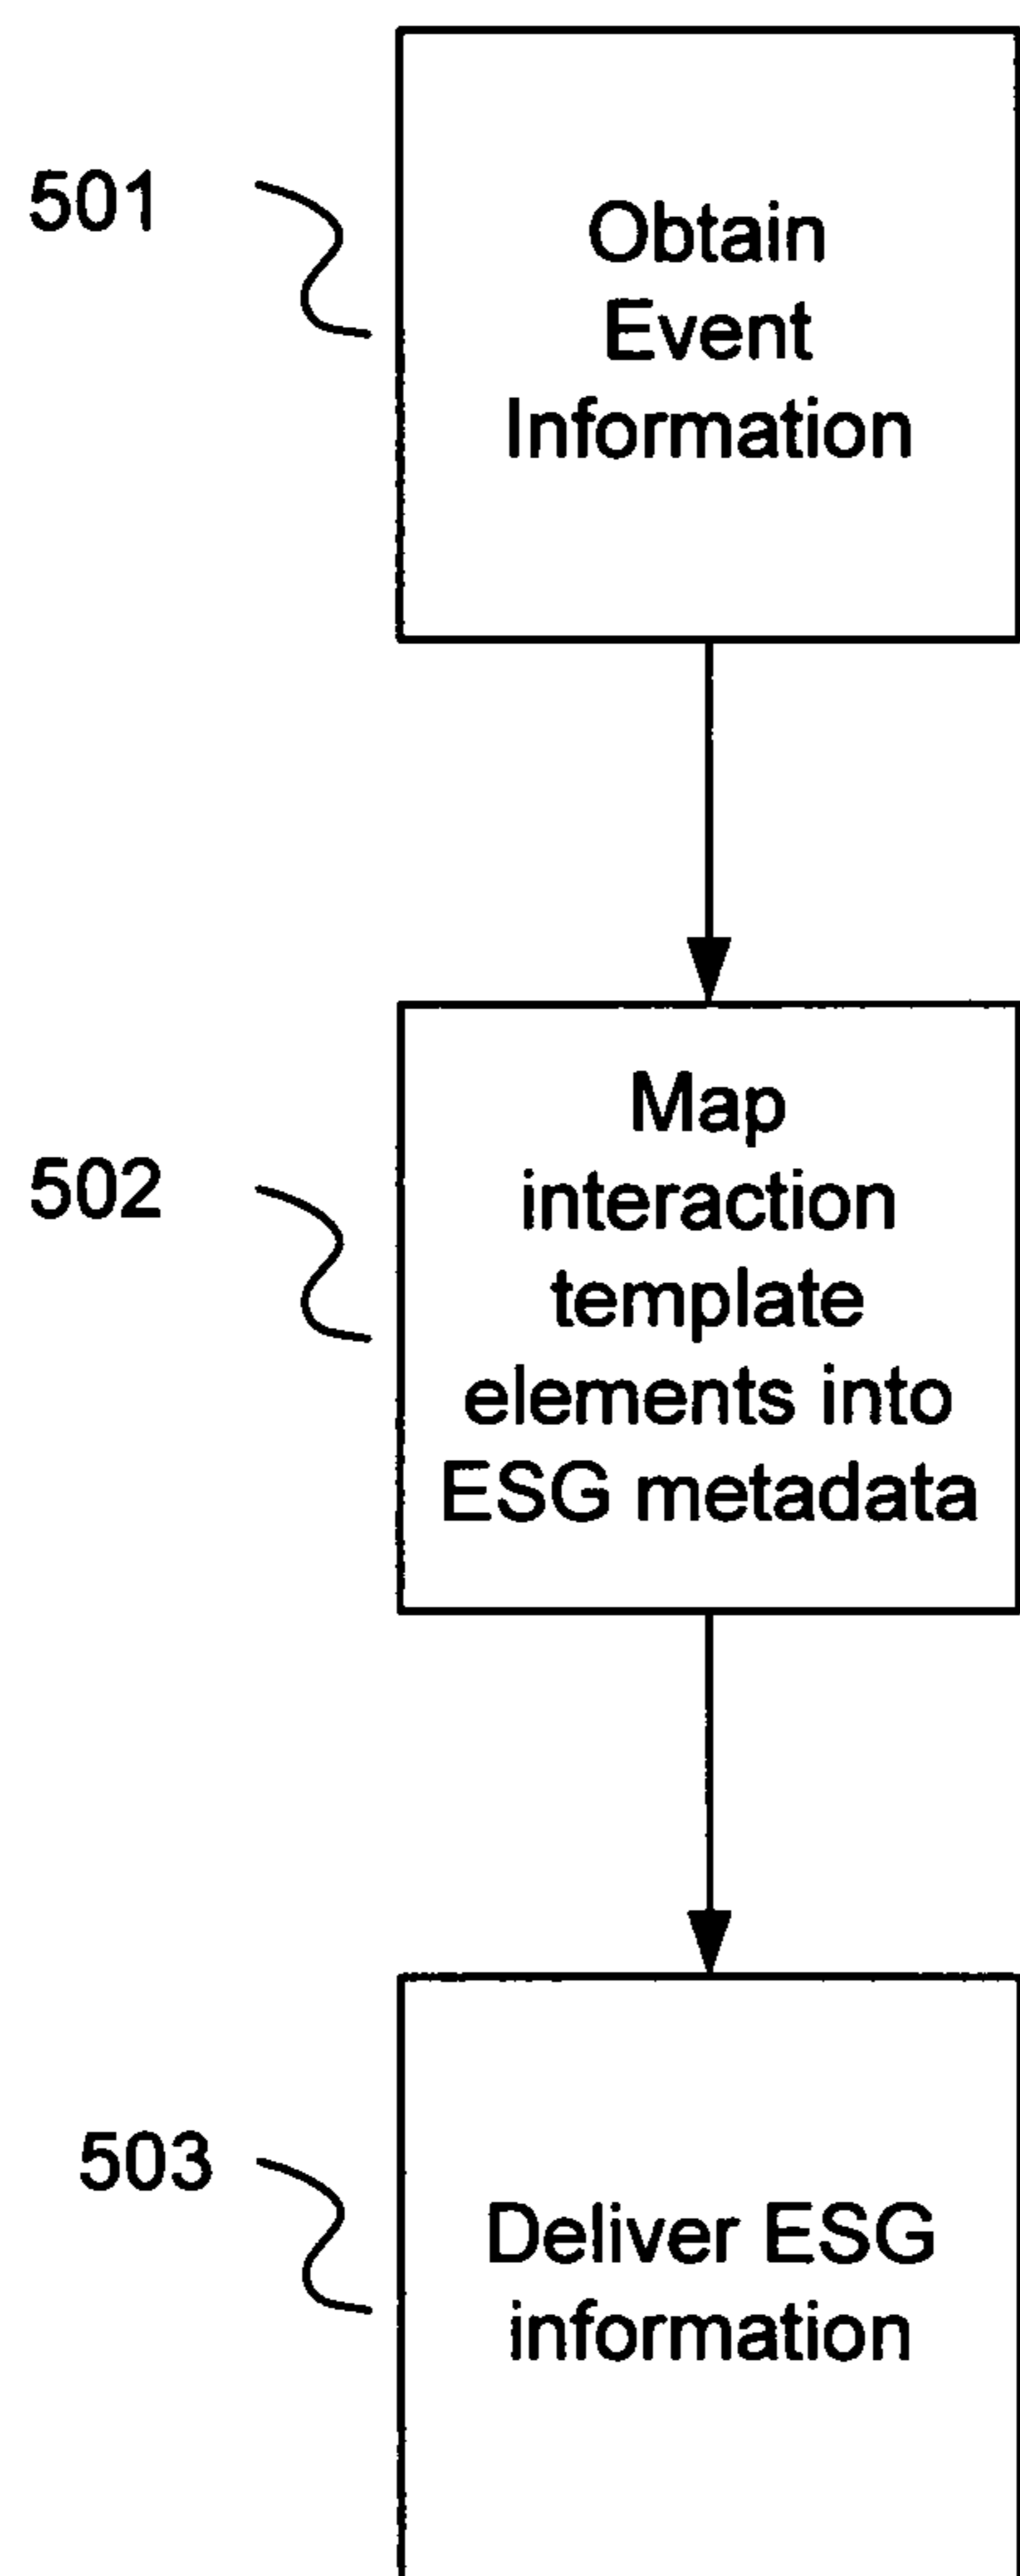 501
Obtain
Event
Information
502
Map
interaction
template
elements into
ESG metadata
503
Deliver ESG
information